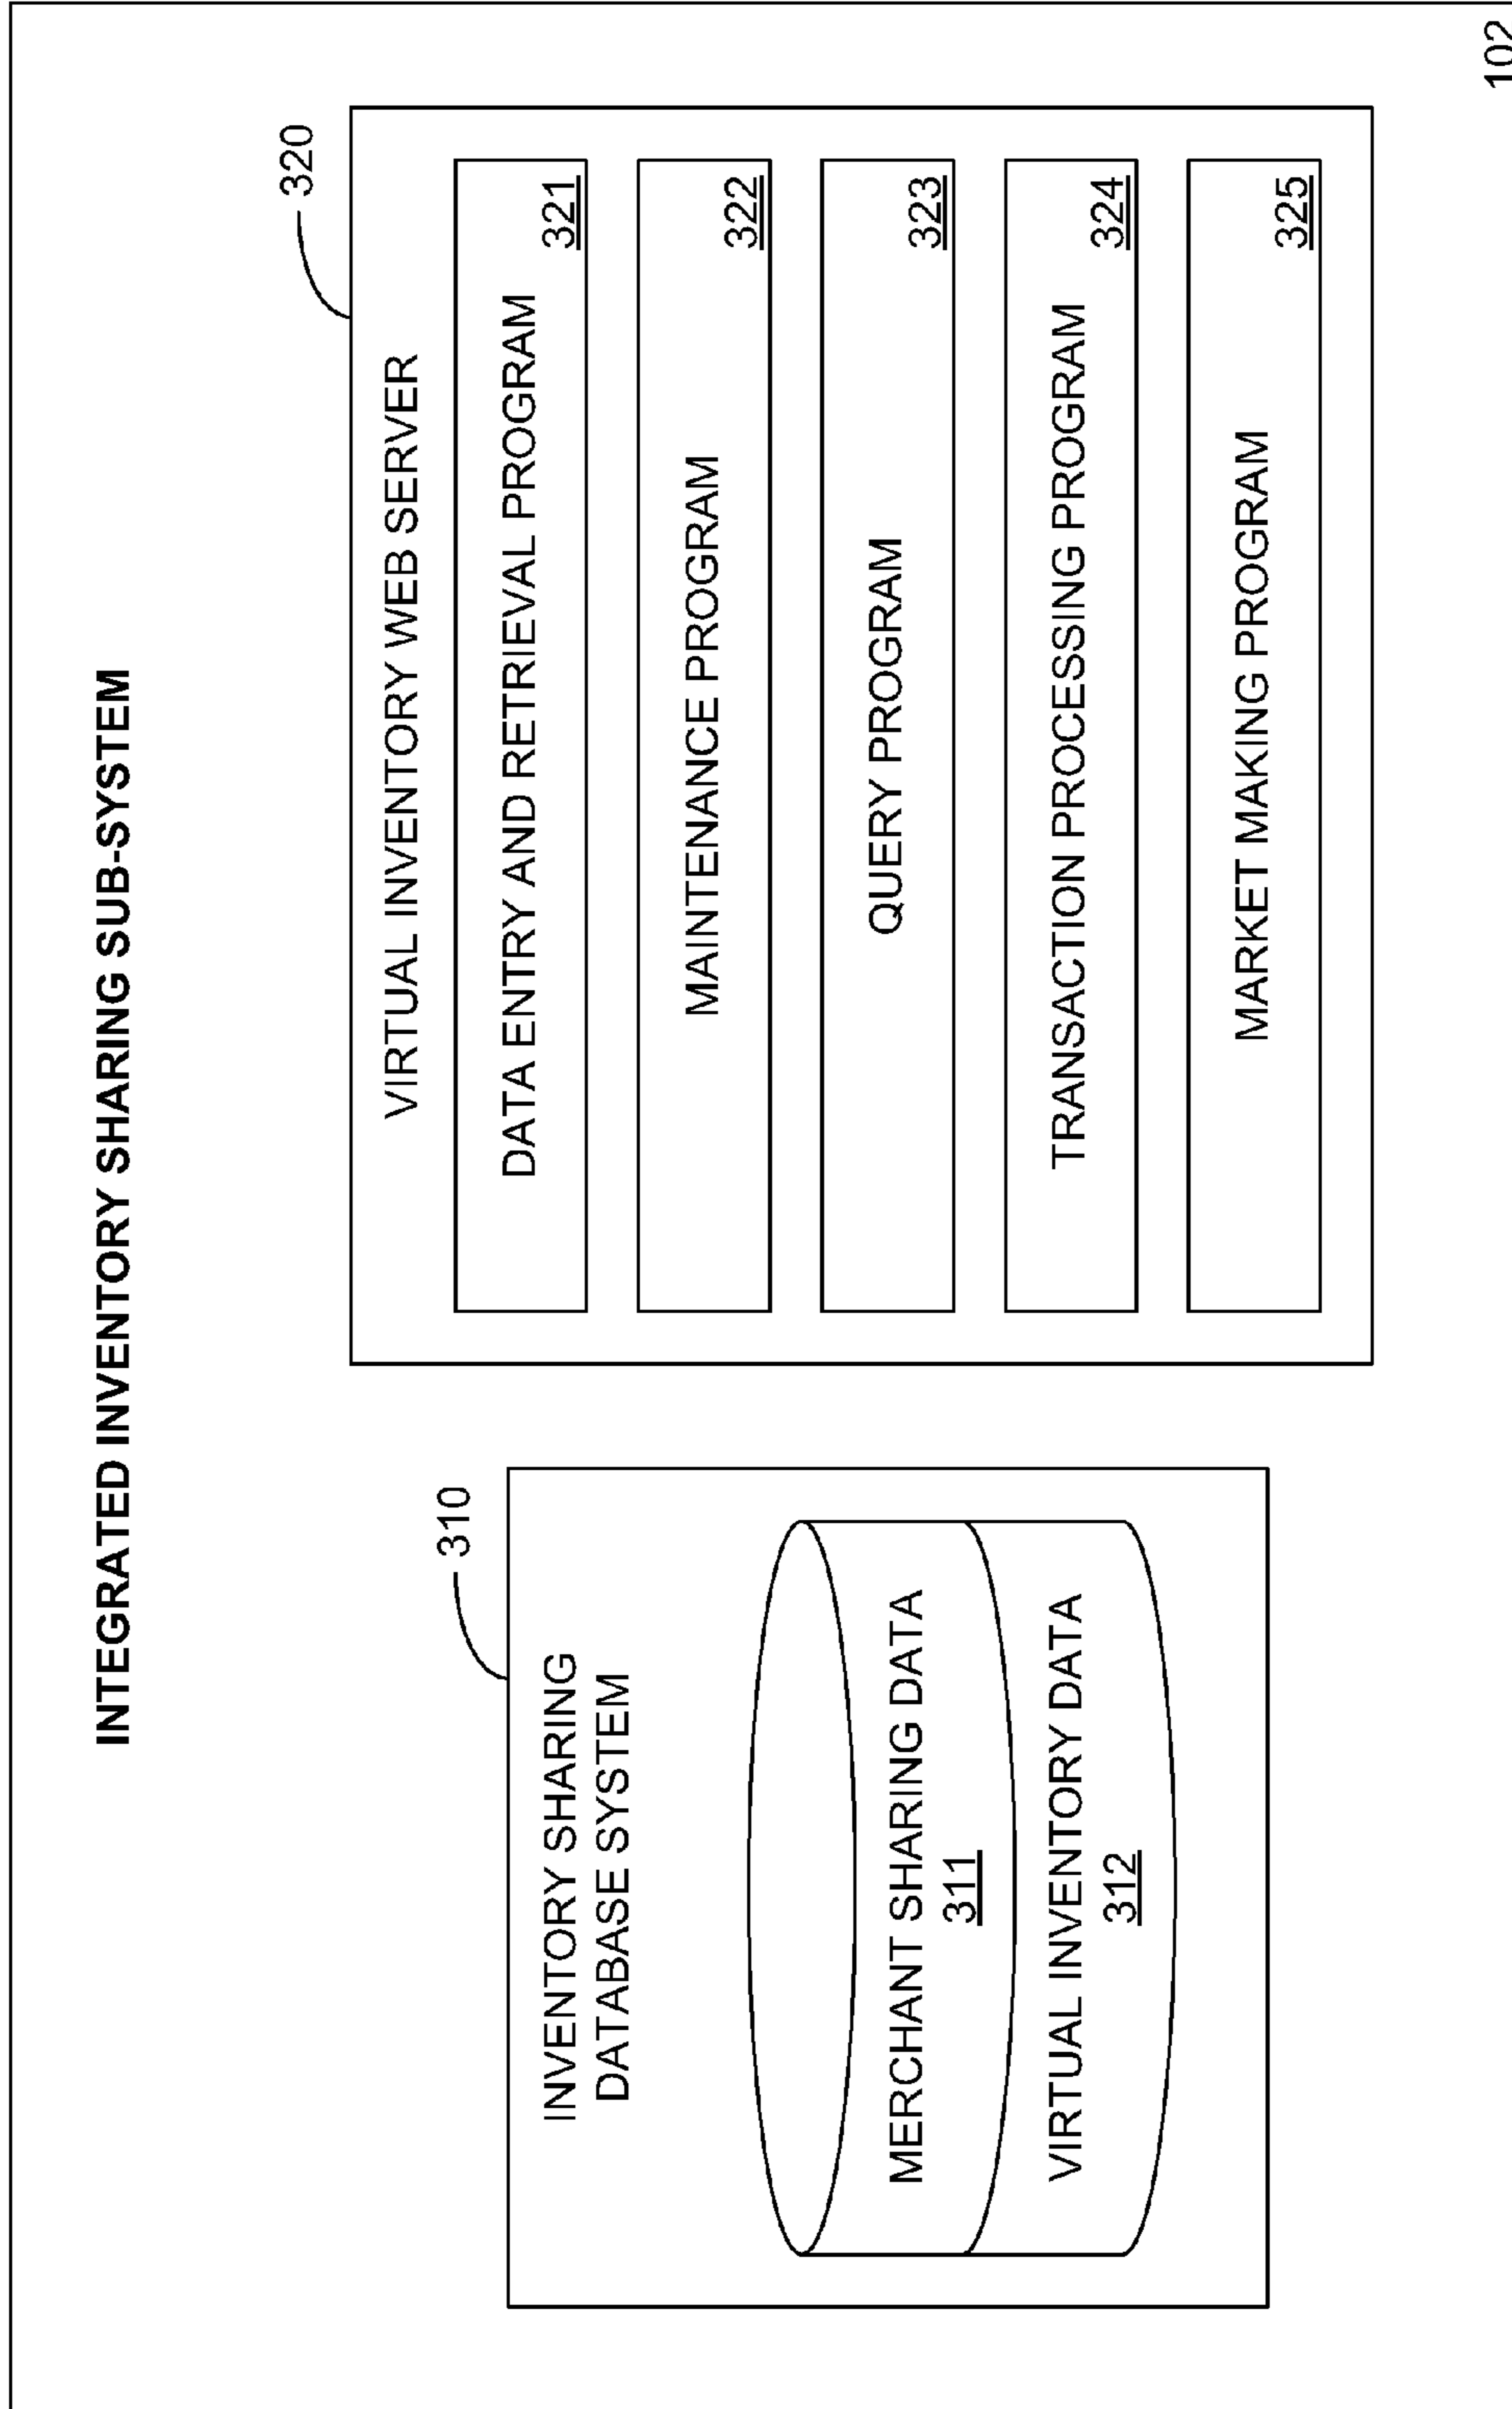 INTEGRATED INVENTORY SHARING SUB-SYSTEM
310
INVENTORY SHARING
DATABASE SYSTEM
MERCHANT SHARING DATA
311
VIRTUAL INVENTORY DATA
312
320
VIRTUAL INVENTORY WEB SERVER
DATA ENTRY AND RETRIEVAL PROGRAM
321
MAINTENANCE PROGRAM
322
QUERY PROGRAM
323
TRANSACTION PROCESSING PROGRAM
324
MARKET MAKING PROGRAM
325
102